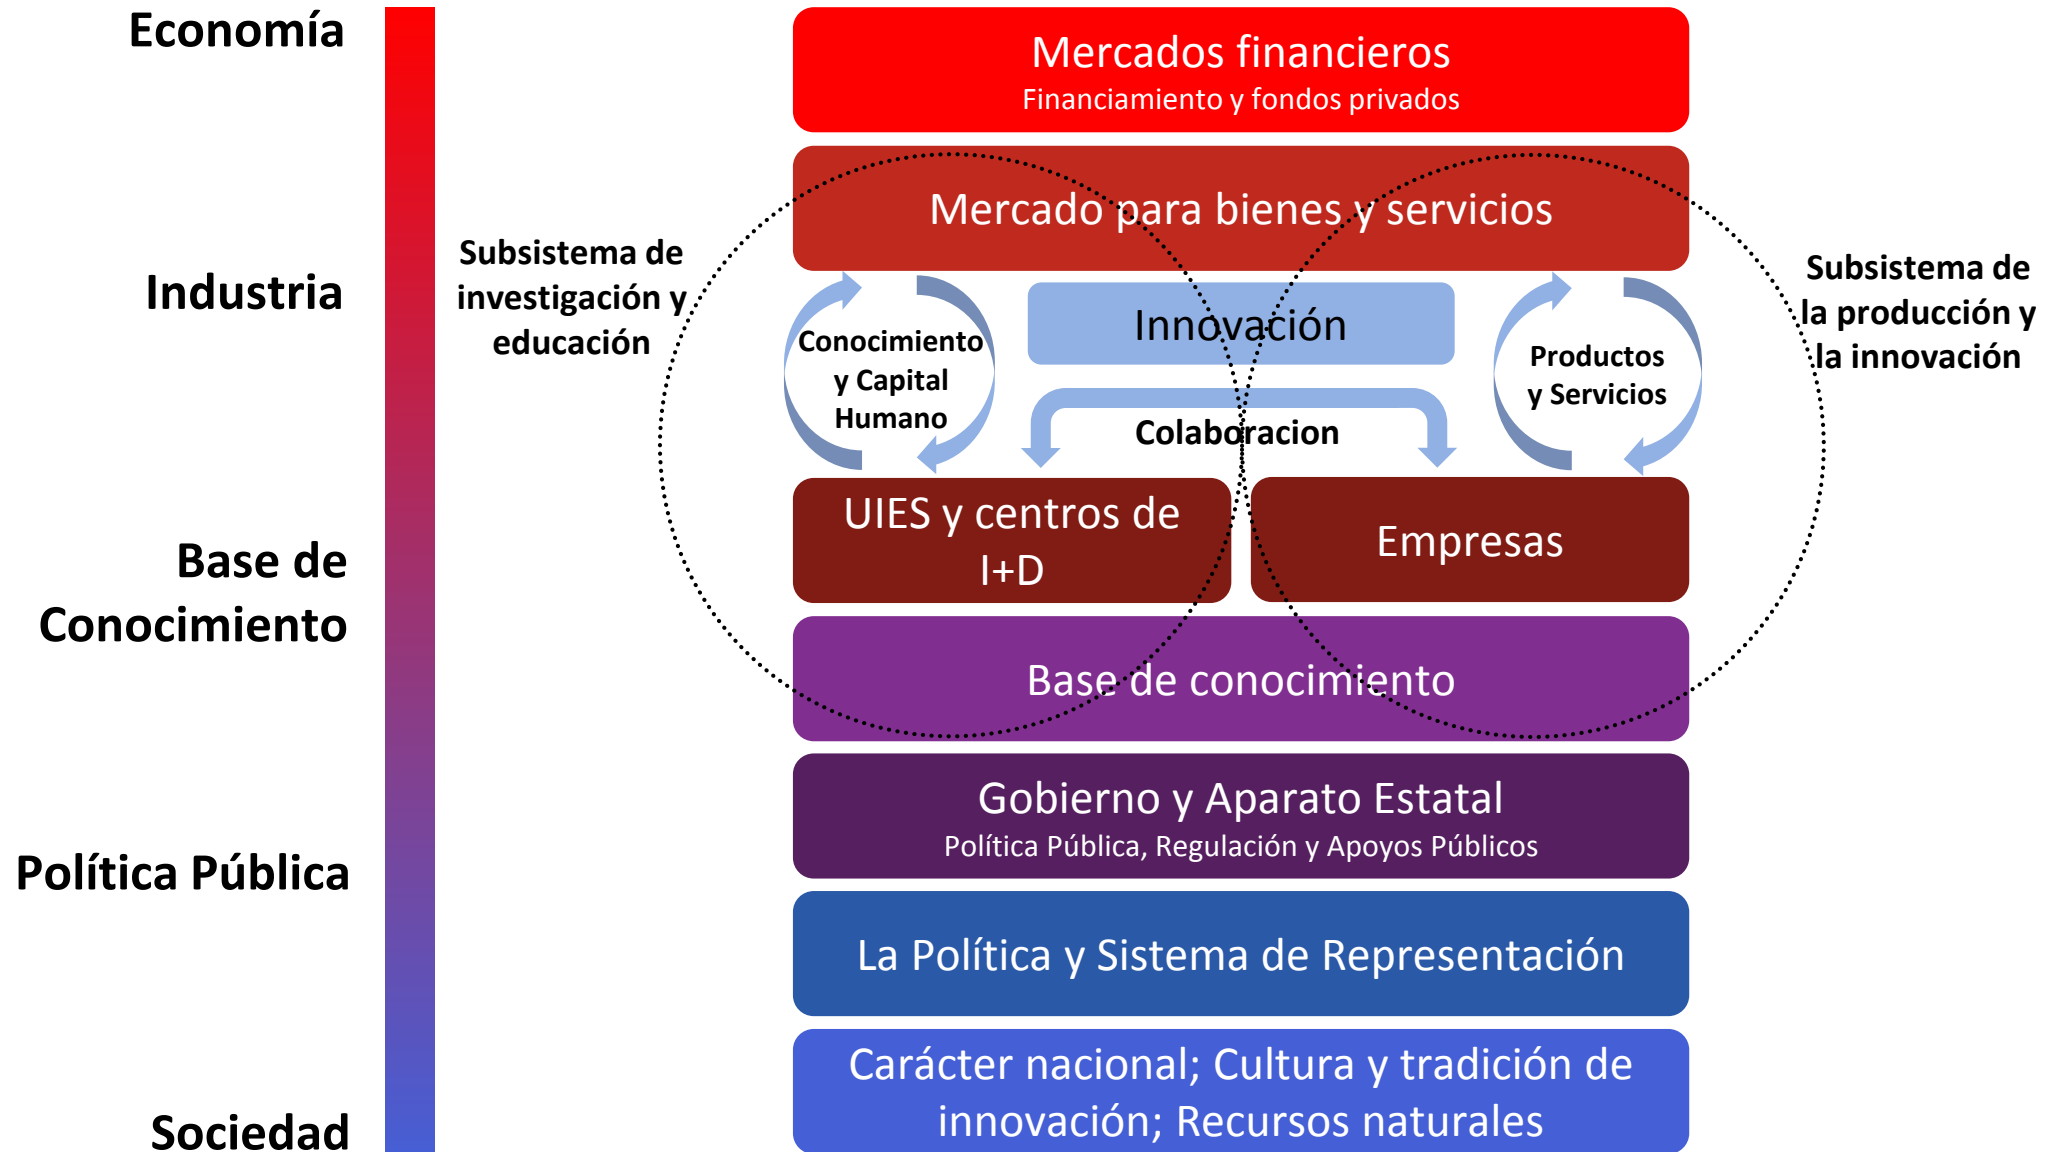 Economía
Industria
Base de
Conocimiento
Política Pública
Sociedad
Subsistema de
investigación y
educación
Mercados financieros
Financiamiento y fondos privados
Mercado para bienes y servicios
Conocimiento
y Capital
Humano
Innovación
Colaboracion
Productos
y Servicios
Subsistema de
la producción y
la innovación
UIES y centros de
I+D
Empresas
Base de conocimiento
Gobierno y Aparato Estatal
Política Pública, Regulación y Apoyos Públicos
La Política y Sistema de Representación
Carácter nacional; Cultura y tradición de
innovación; Recursos naturales